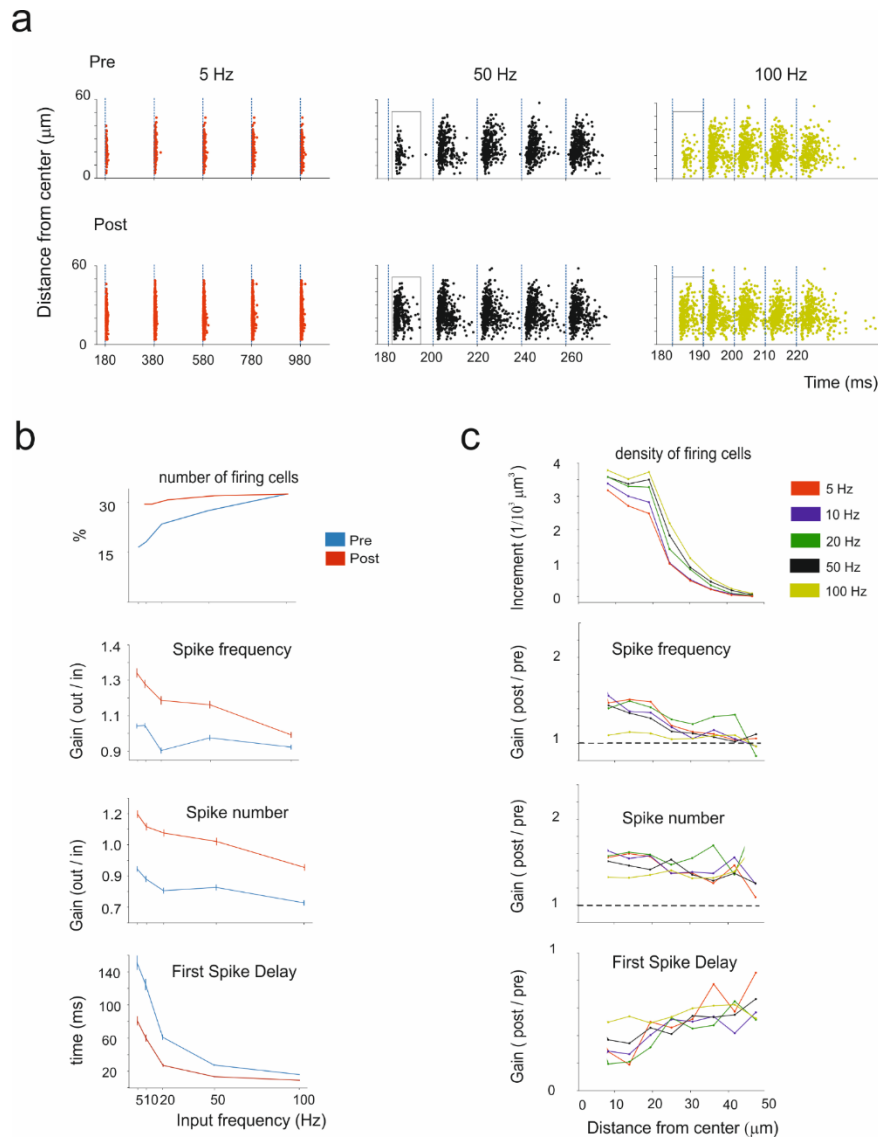 a
Pre
5 Hz
50 Hz
100 Hz
60
0
Post
60
0
Distance from center (μm)
180 380 580 780 980
180 200 220 240 260
180 190 200 210 220
Time (ms)
b
number of firing cells
30
%
15
Pre
Post
Spike frequency
1.4
1.3
1.1
0.9
Gain ( out / in)
Spike number
1.2
1.0
0.9
0.7
Gain (out / in)
First Spike Delay
140
100
60
20
time (ms)
5 10 20 50 100
Input frequency (Hz)
c
density of firing cells
4
3
2
1
0
Increment (1/10³ μm³)
5 Hz
10 Hz
20 Hz
50 Hz
100 Hz
Spike frequency
2
1
Gain ( post / pre)
Spike number
2
1
Gain ( post / pre)
First Spike Delay
1
0
Gain ( post / pre)
0 10 20 30 40 50
Distance from center (μm)